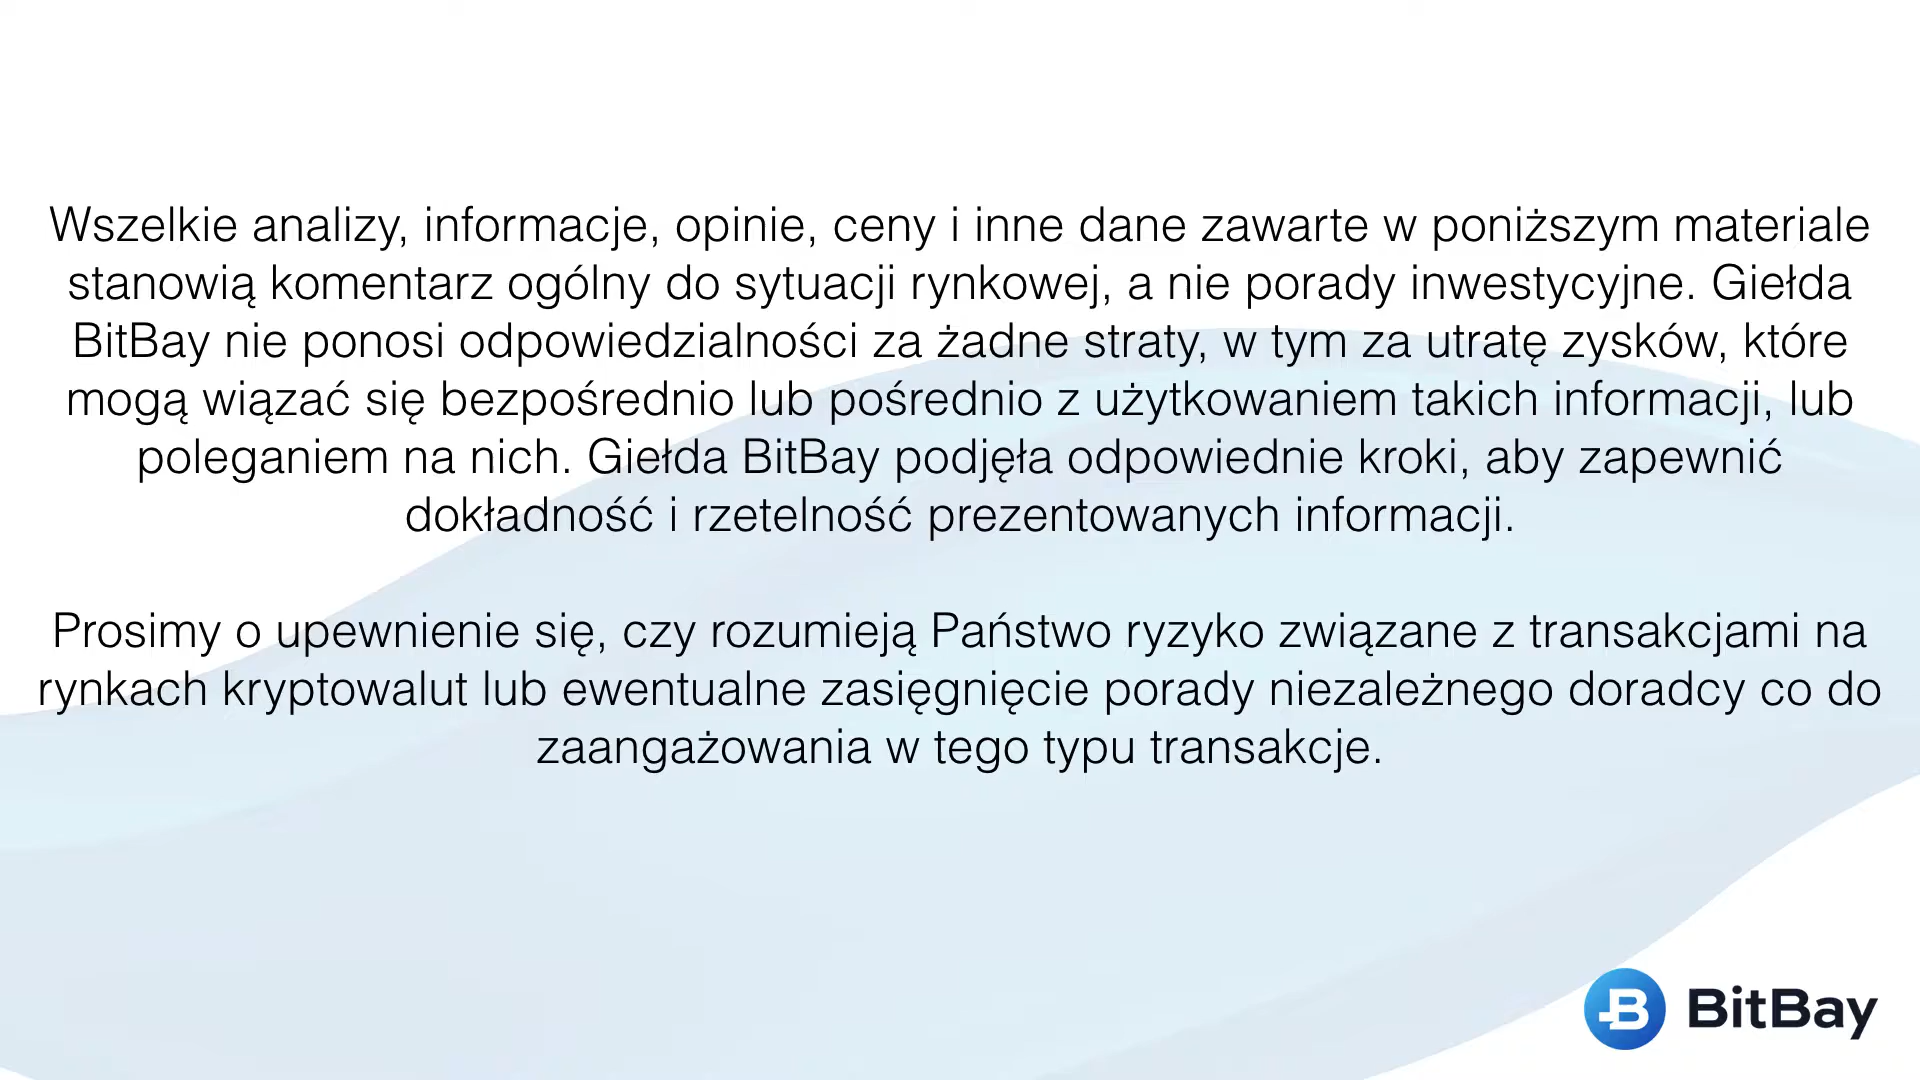 Wszelkie analizy, informacje, opinie, ceny i inne dane zawarte w poniższym materiale
stanowią komentarz ogólny do sytuacji rynkowej, a nie porady inwestycyjne. Giełda
BitBay nie ponosi odpowiedzialności za żadne straty, w tym za utratę zysków, które
mogą wiązać się bezpośrednio lub pośrednio z użytkowaniem takich informacji, lub
poleganiem na nich. Giełda BitBay podjęła odpowiednie kroki, aby zapewnić
dokładność i rzetelność prezentowanych informacji.
Prosimy o upewnienie się, czy rozumieją Państwo ryzyko związane z transakcjami na
rynkach kryptowalut lub ewentualne zasięgnięcie porady niezależnego doradcy co do
zaangażowania w tego typu transakcje.
BitBay